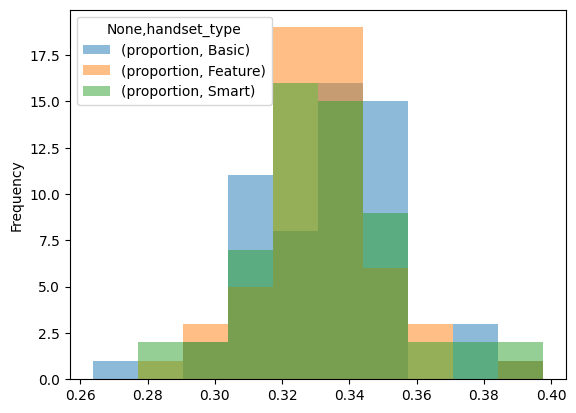 None,handset_type
(proportion, Basic)
(proportion, Feature)
(proportion, Smart)
Frequency
17.5
15.0
12.5
10.0
7.5
5.0
2.5
0.0
0.26 0.28 0.30 0.32 0.34 0.36 0.38 0.40